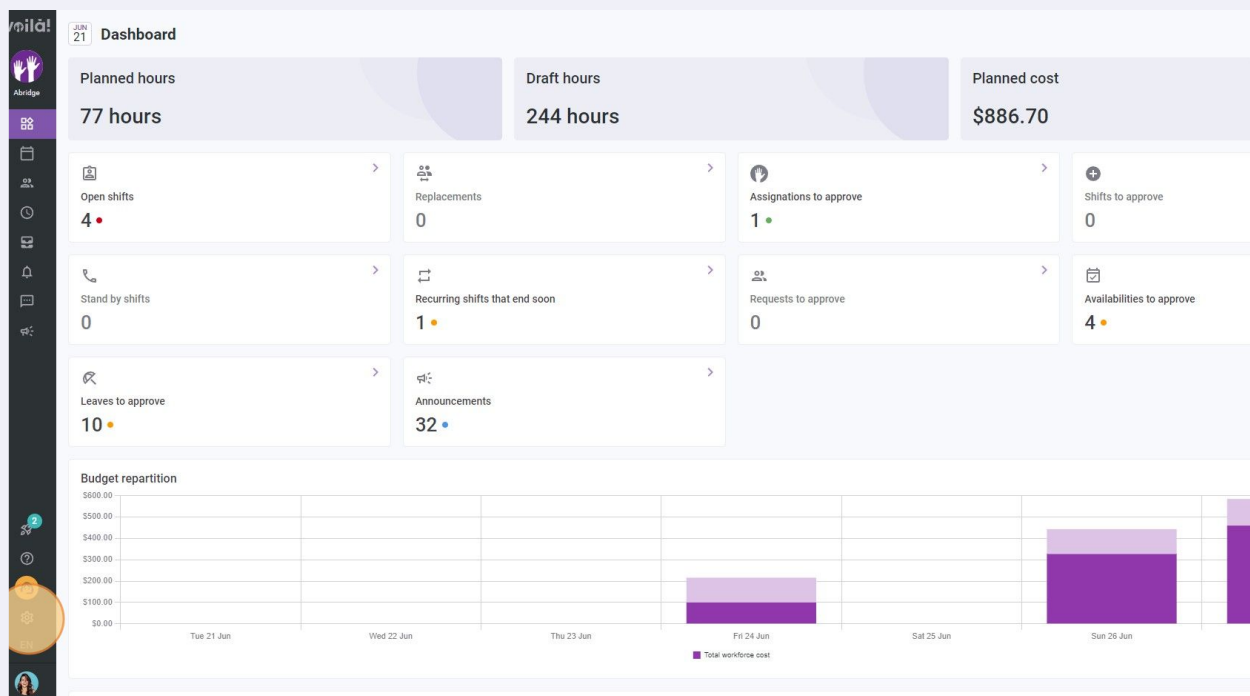 voilà!
Abridge
JUN
21
Dashboard
Planned hours
77 hours
Draft hours
244 hours
Planned cost
$886.70
Open shifts
4
Replacements
0
Assignations to approve
1
Shifts to approve
0
Stand by shifts
0
Recurring shifts that end soon
1
Requests to approve
0
Availabilities to approve
4
Leaves to approve
10
Announcements
32
Budget repartition
$600.00
$500.00
$400.00
$300.00
$200.00
$100.00
$0.00
Tue 21 Jun
Wed 22 Jun
Thu 23 Jun
Fri 24 Jun
Sat 25 Jun
Sun 26 Jun
Total workforce cost
2
EN